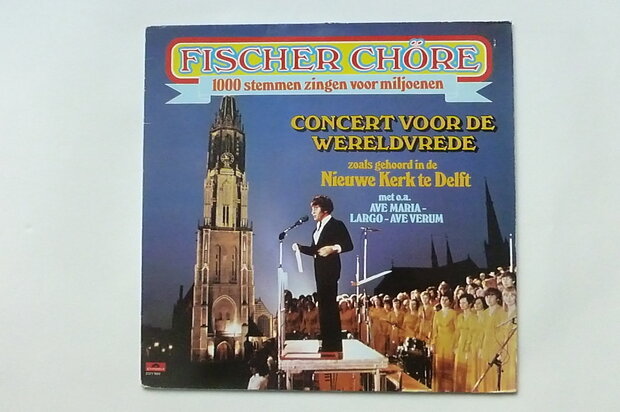 FISCHER CHÖRE
1000 stemmen zingen voor miljoenen
CONCERT VOOR DE
WERELDVREDE
zoals gehoord in de
Nieuwe Kerk te Delft
met o.a.
AVE MARIA-
LARGO-AVE VERUM